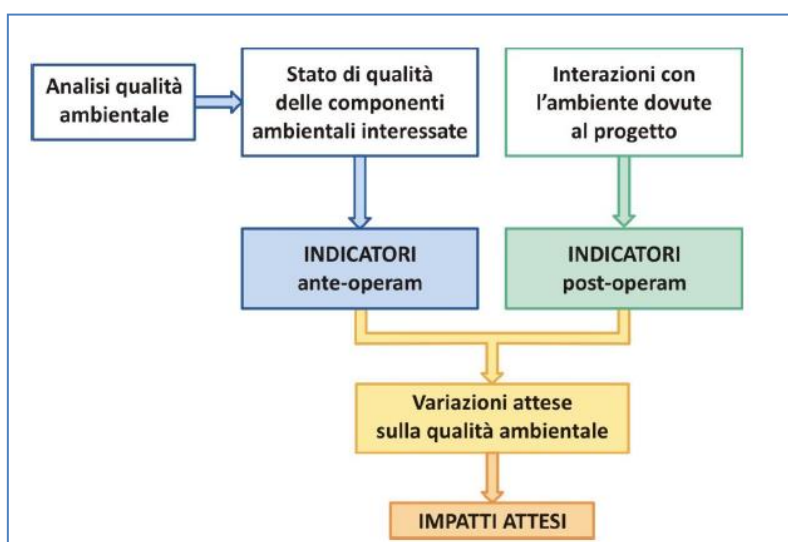 Analisi qualità
ambientale
Stato di qualità
delle componenti
ambientali interessate
Interazioni con
l'ambiente dovute
al progetto
INDICATORI
ante-operam
INDICATORI
post-operam
Variazioni attese
sulla qualità ambientale
IMPATTI ATTESI